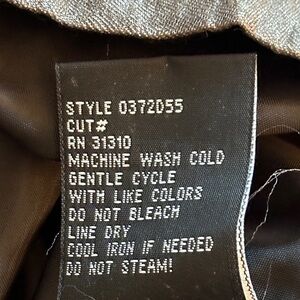 STYLE 0372D55
CUT#
RN 31310
MACHINE WASH COLD
GENTLE CYCLE
WITH LIKE COLORS
DO NOT BLEACH
LINE DRY
COOL IRON IF NEEDED
DO NOT STEAM!